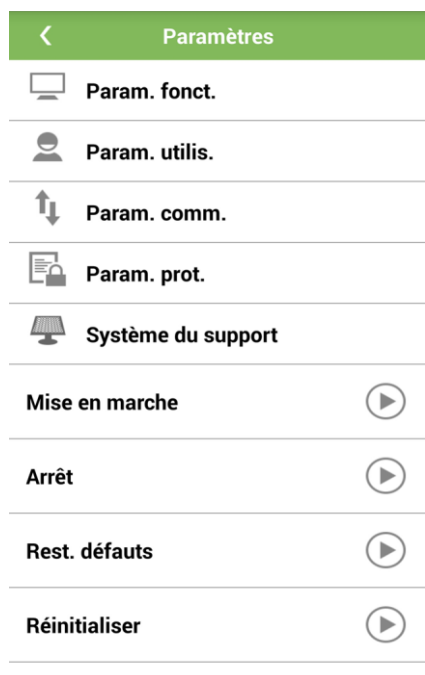 Paramètres
Param. fonct.
Param. utilis.
Param. comm.
Param. prot.
Système du support
Mise en marche
Arrêt
Rest. défauts
Réinitialiser